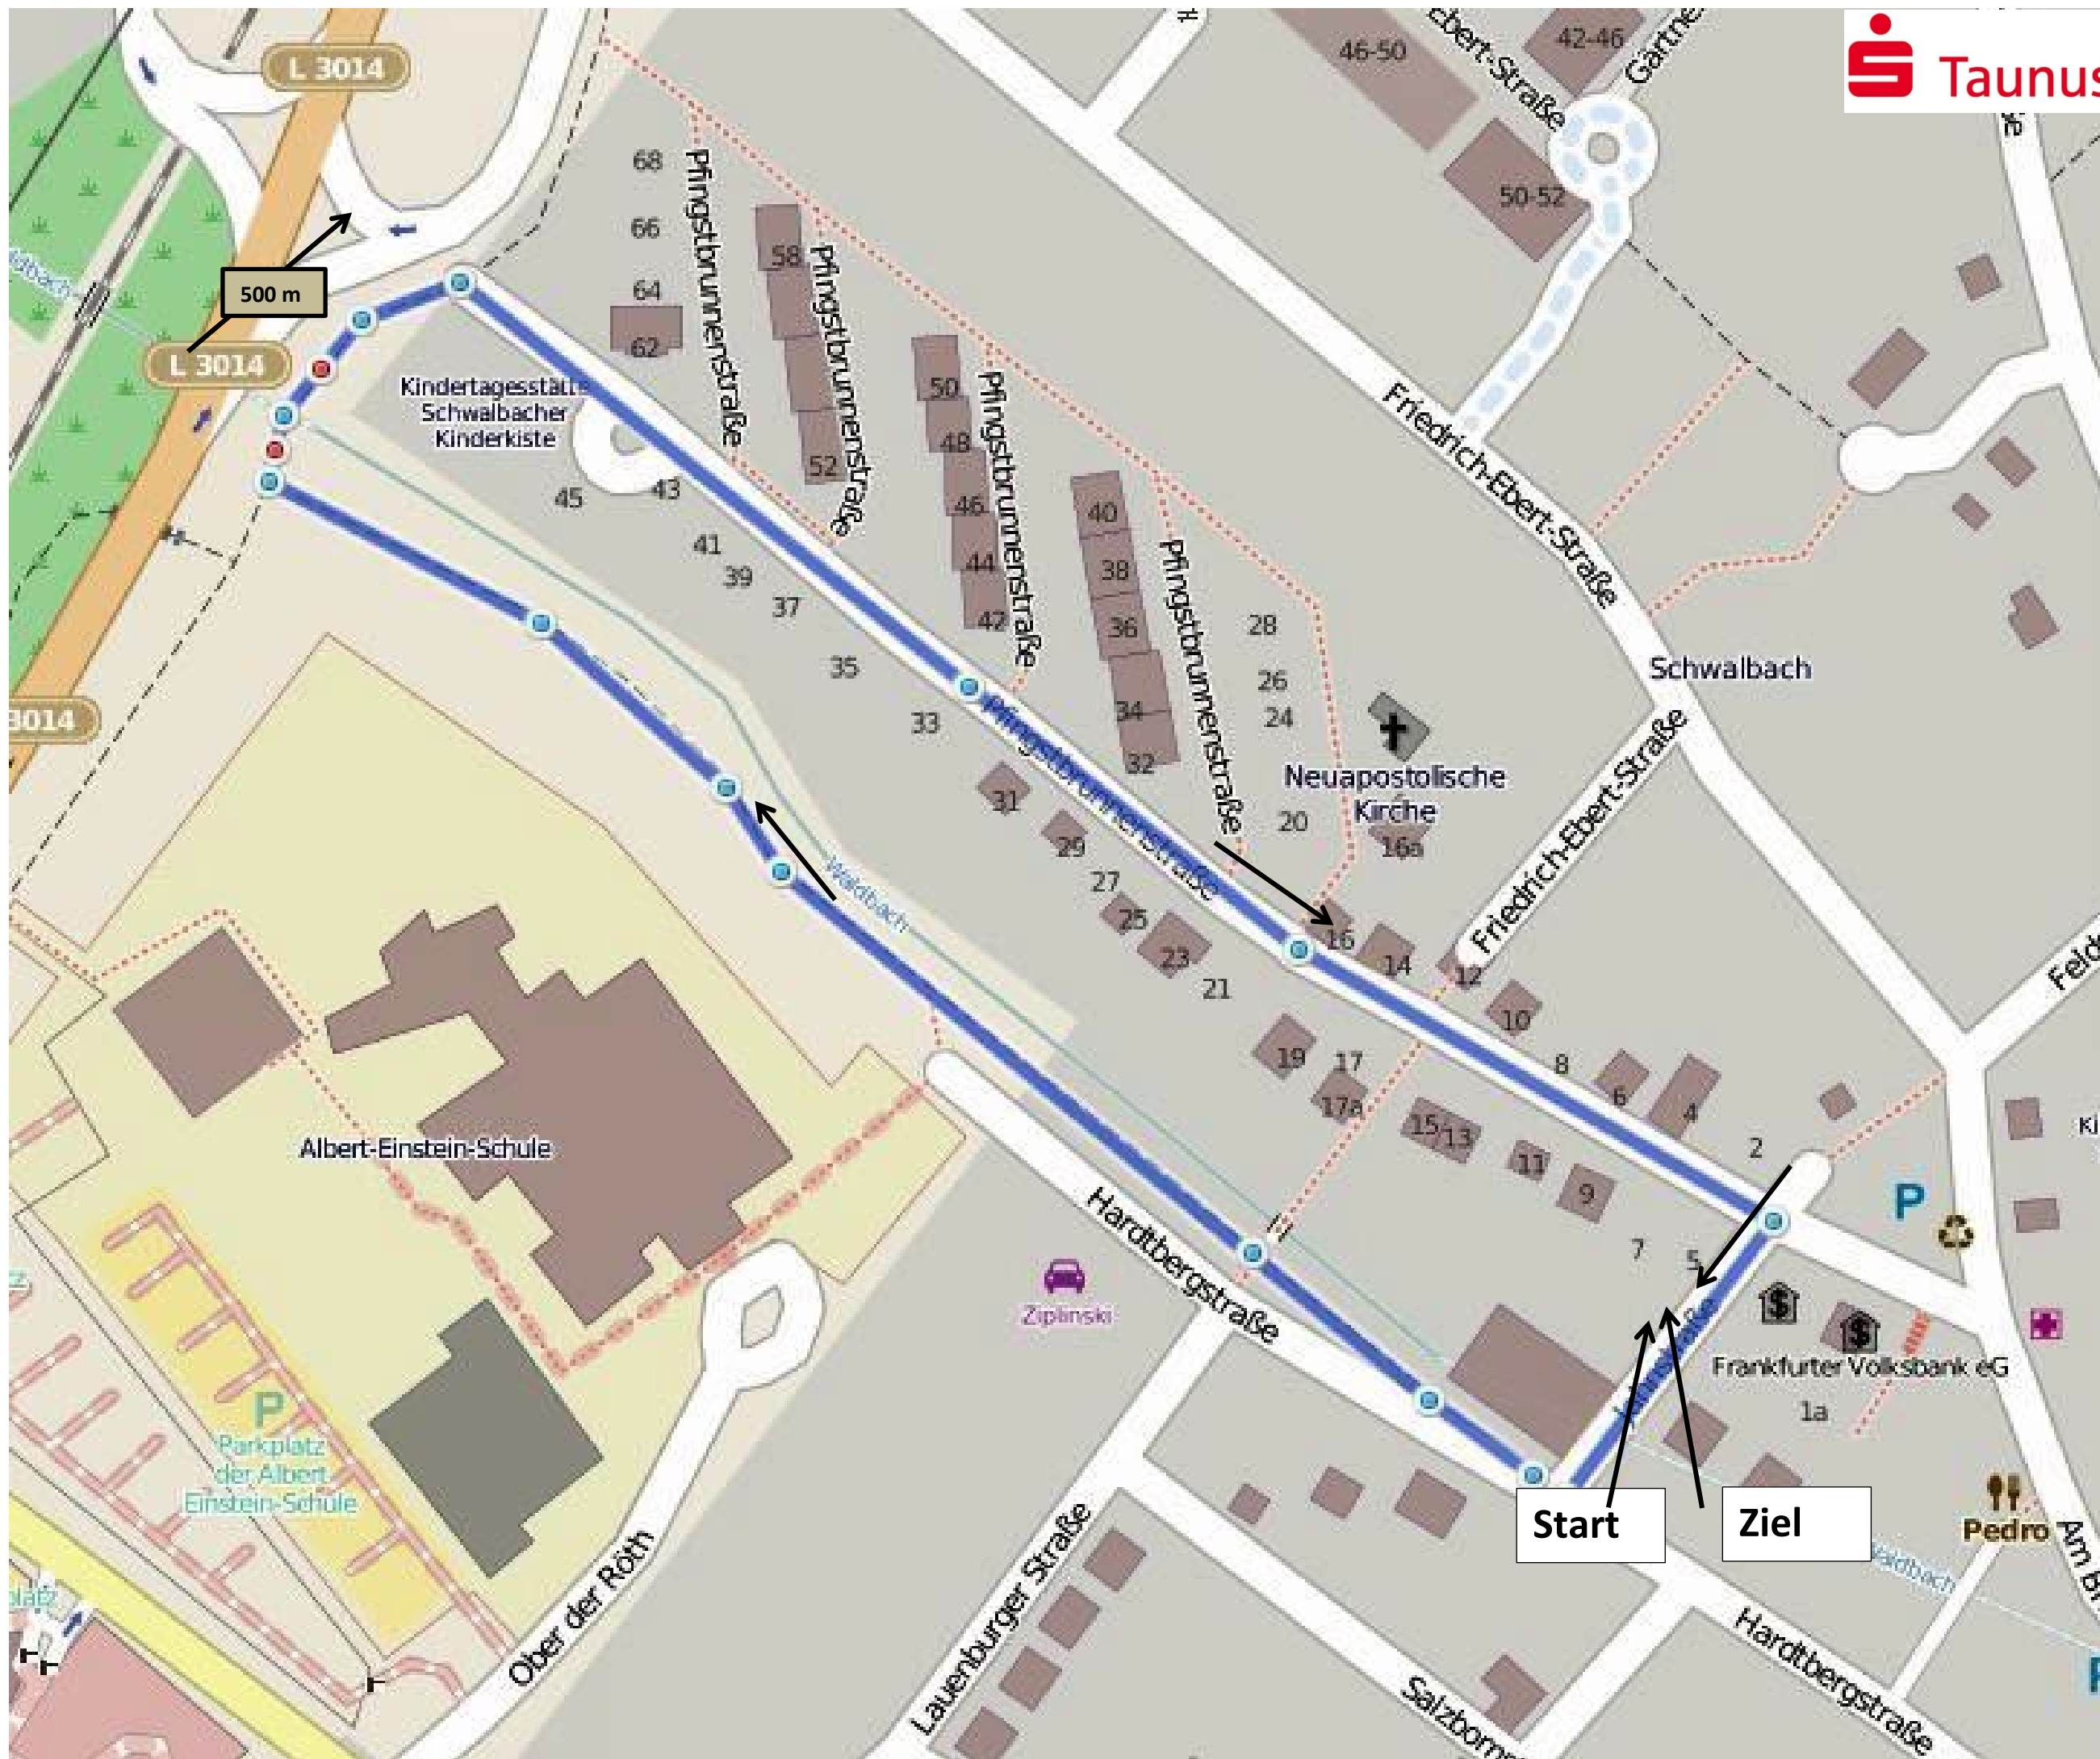 L 3014
46-50
Ebert-Straße
42-46
Gärtne
Taunus
68
Pfingstbrunnenstraße
50-52
66
58
Pfingstbrunnenstraße
64
500 m
62
L 3014
Kindertagesstätte
Schwalbacher
Kinderkiste
50
Pfingstbrunnenstraße
Friedrich-Ebert-Straße
48
52
45
43
46
40
41
39
44
38
Pfingstbrunnenstraße
37
42
36
28
35
26
Schwalbach
3014
33
34
24
32
Pfingstbrunnenstraße
Neuapostolische
Kirche
31
20
29
16a
Friedrich-Ebert-Straße
27
Waldbach
25
16
23
14
12
21
10
Feld
19
17
8
17a
6
4
15
13
2
Albert-Einstein-Schule
11
9
P
Hardtbergstraße
7
5
Ziplinski
Frankfurter Volksbank eG
1a
P
Parkplatz
der Albert
Einstein-Schule
Start
Ziel
Pedro
Waldbach
Ober der Röth
Lauenburger Straße
Hardtbergstraße